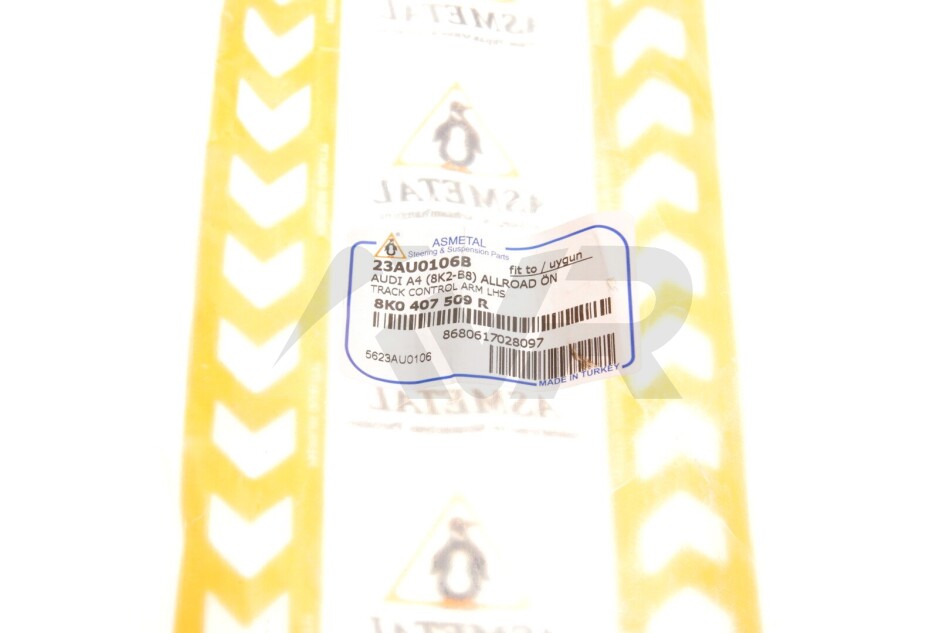 ASMETAL
ASMETAL
ASMETAL
Steering & Suspension Parts
23AU0106B
fit to / uygun
AUDI A4 (8K2-B8) ALLROAD ÖN
TRACK CONTROL ARM LHS
8K0 407 509 R
8680617028097
5623AU0106
MADE IN TURKEY
ASMETAL
ASMETAL